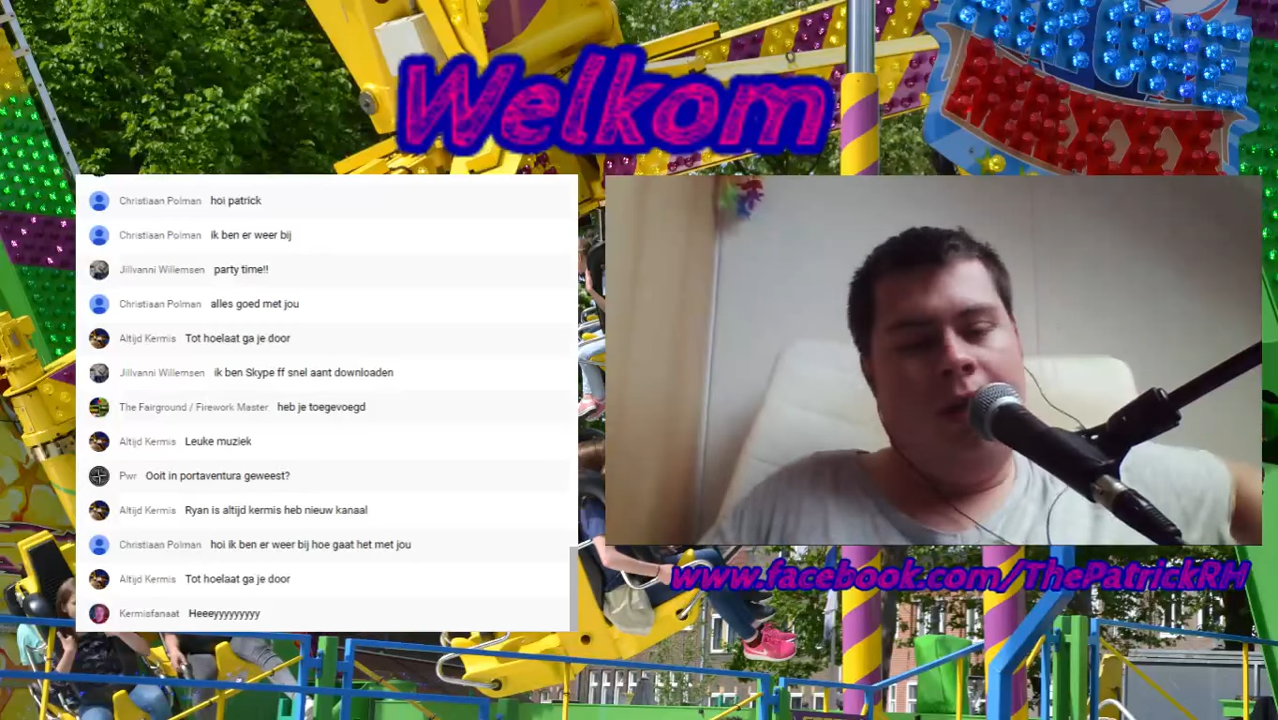 Welkom
Christiaan Polman hoi patrick
Christiaan Polman ik ben er weer bij
Jillvanni Willemsen party time!!
Christiaan Polman alles goed met jou
Altijd Kermis Tot hoelaat ga je door
Jillvanni Willemsen ik ben Skype ff snel aant downloaden
The Fairground / Firework Master heb je toegevoegd
Altijd Kermis Leuke muziek
Pwr Ooit in portaventura geweest?
Altijd Kermis Ryan is altijd kermis heb nieuw kanaal
Christiaan Polman hoi ik ben er weer bij hoe gaat het met jou
Altijd Kermis Tot hoelaat ga je door
Kermisfanaat Heeeyyyyyyyyy
www.facebook.com/ThePatrickRH